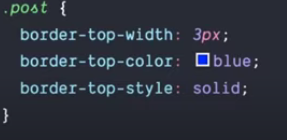 .post {
  border-top-width: 3px;
  border-top-color: blue;
  border-top-style: solid;
}